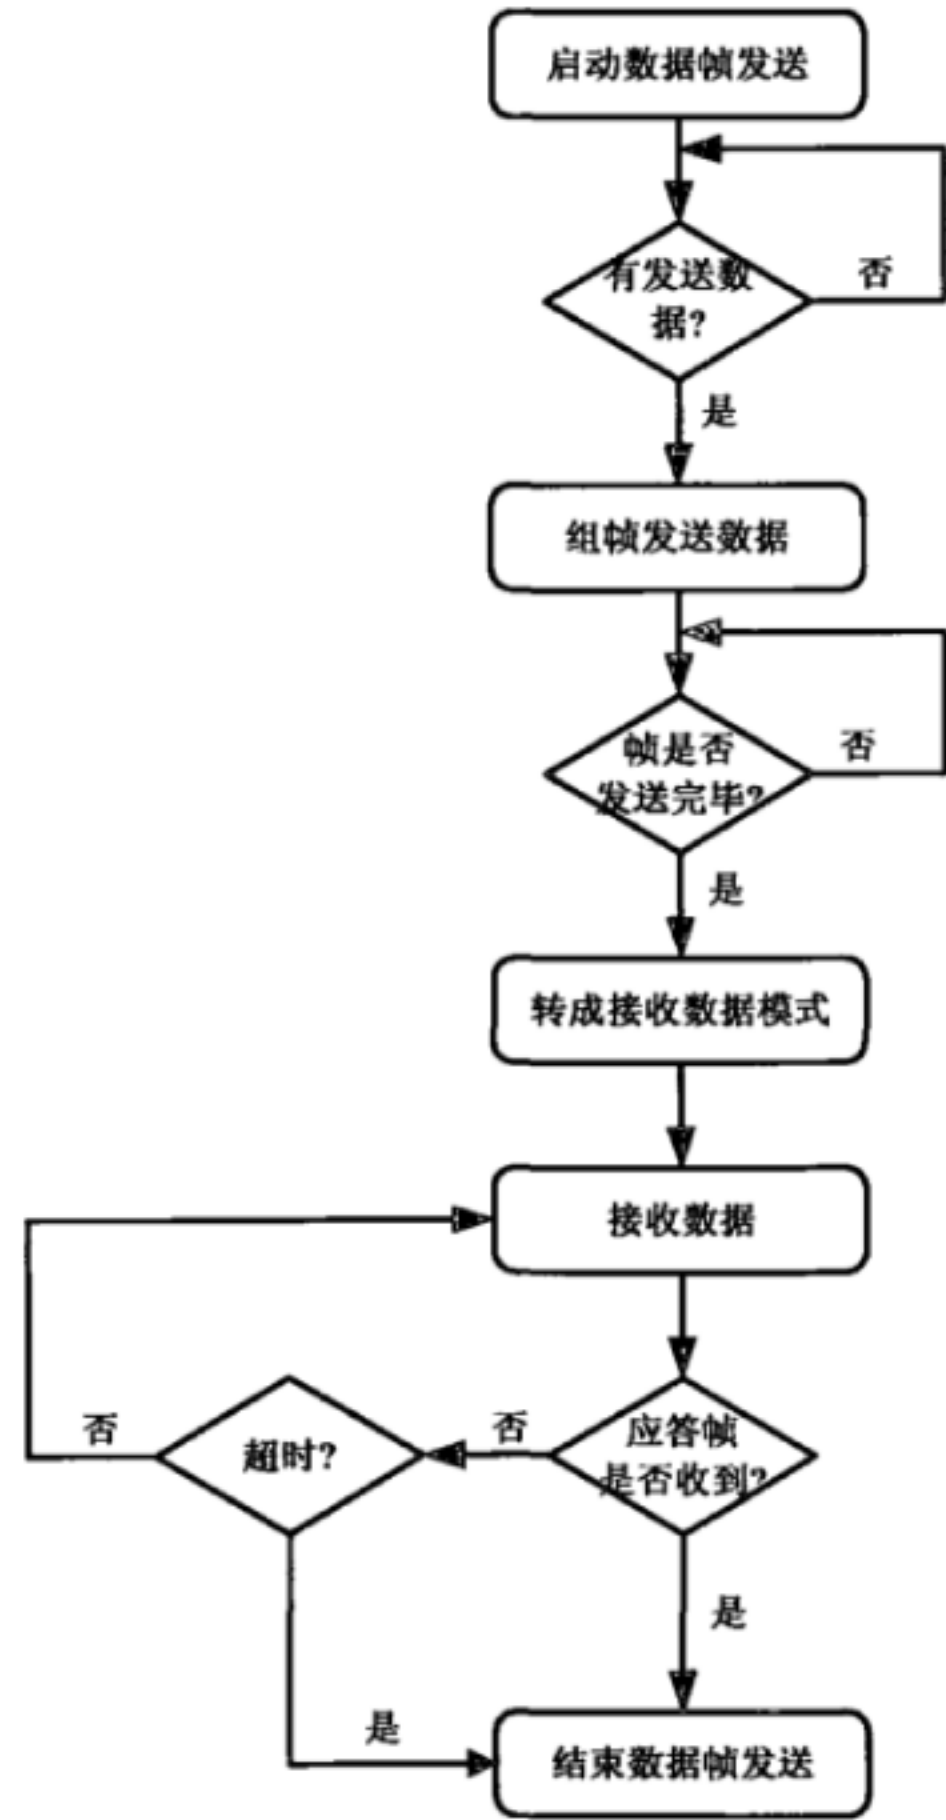 启动数据帧发送
有发送数
据?
否
是
组帧发送数据
帧是否
发送完毕?
否
是
转成接收数据模式
接收数据
应答帧
是否收到?
否
超时?
否
是
是
结束数据帧发送